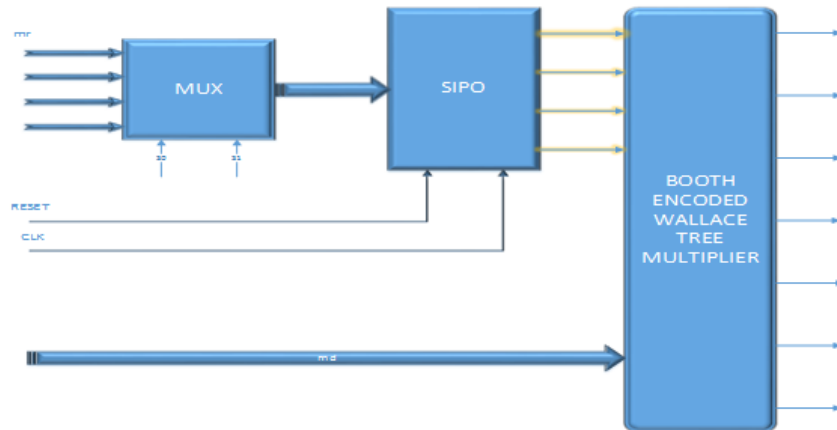 mr
MUX
SIPO
S0
S1
RESET
CLK
BOOTH
ENCODED
WALLACE
TREE
MULTIPLIER
md